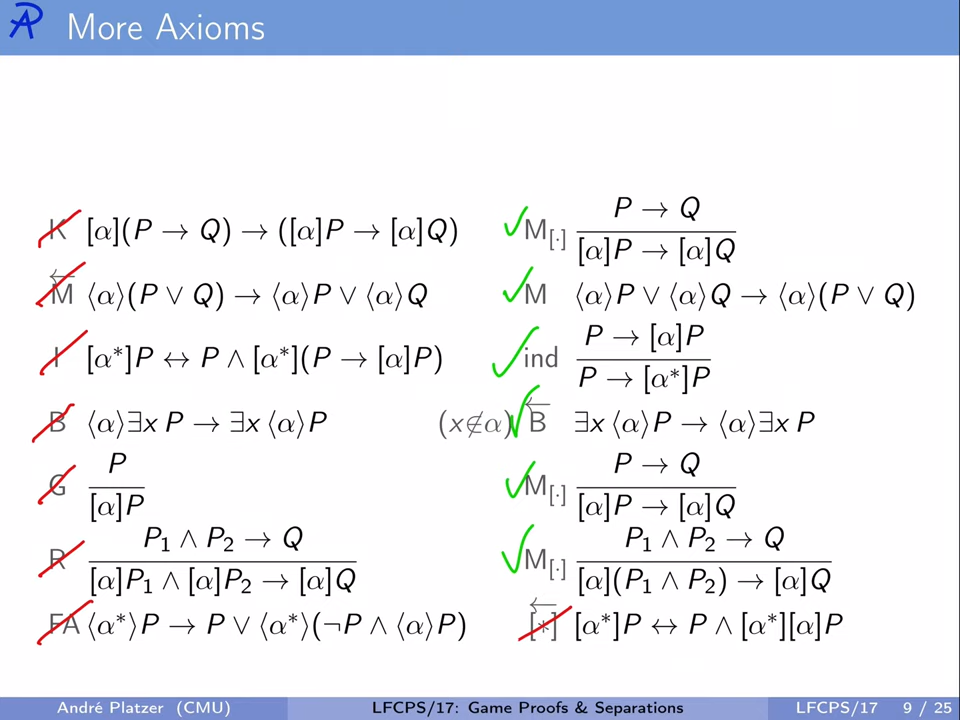 AP More Axioms
K [α](P → Q) → ([α]P → [α]Q) M[·] P → Q / [α]P → [α]Q
←M ⟨α⟩(P ∨ Q) → ⟨α⟩P ∨ ⟨α⟩Q M ⟨α⟩P ∨ ⟨α⟩Q → ⟨α⟩(P ∨ Q)
I [α*]P ↔ P ∧ [α*](P → [α]P) ind P → [α]P / P → [α*]P
B ⟨α⟩∃x P → ∃x ⟨α⟩P (x∉α) ←B ∃x ⟨α⟩P → ⟨α⟩∃x P
G P / [α]P M[·] P → Q / [α]P → [α]Q
R P₁ ∧ P₂ → Q / [α]P₁ ∧ [α]P₂ → [α]Q M[·] P₁ ∧ P₂ → Q / [α](P₁ ∧ P₂) → [α]Q
FA ⟨α*⟩P → P ∨ ⟨α*⟩(¬P ∧ ⟨α⟩P) ←[*] [α*]P ↔ P ∧ [α*][α]P
André Platzer (CMU) LFCPS/17: Game Proofs & Separations LFCPS/17 9 / 25